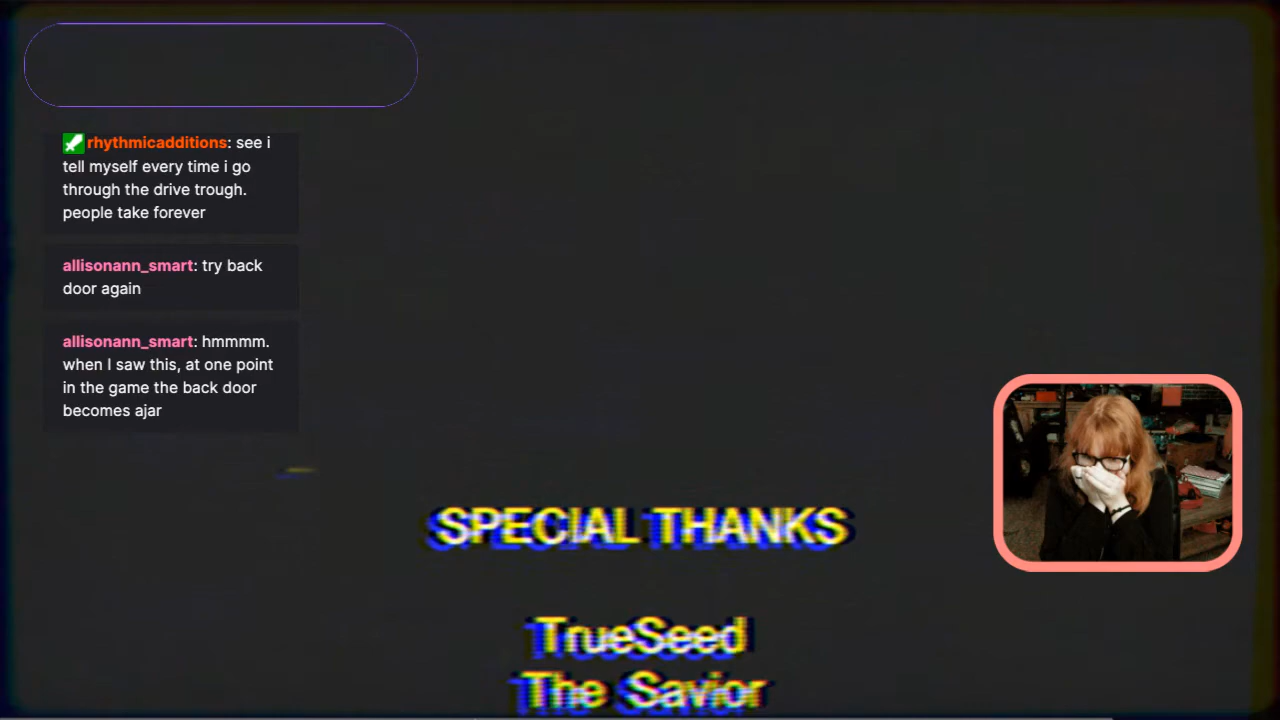 rhythmicadditions: see i
tell myself every time i go
through the drive trough.
people take forever
allisonann_smart: try back
door again
allisonann_smart: hmmmm.
when I saw this, at one point
in the game the back door
becomes ajar
SPECIAL THANKS
TrueSeed
The Savior